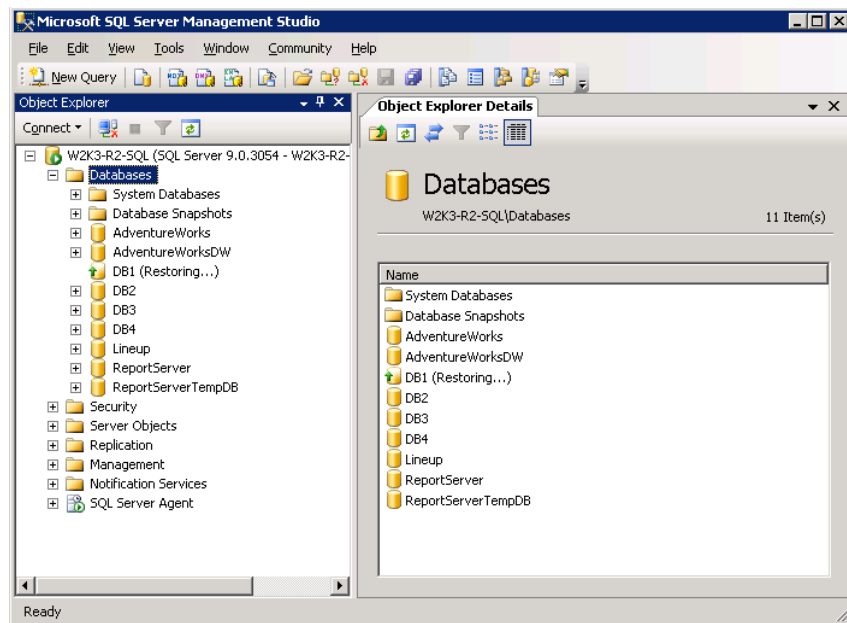 Microsoft SQL Server Management Studio
File Edit View Tools Window Community Help
New Query
Object Explorer
Connect
W2K3-R2-SQL (SQL Server 9.0.3054 - W2K3-R2-
Databases
System Databases
Database Snapshots
AdventureWorks
AdventureWorksDW
DB1 (Restoring...)
DB2
DB3
DB4
Lineup
ReportServer
ReportServerTempDB
Security
Server Objects
Replication
Management
Notification Services
SQL Server Agent
Object Explorer Details
Databases
W2K3-R2-SQL\Databases 11 Item(s)
Name
System Databases
Database Snapshots
AdventureWorks
AdventureWorksDW
DB1 (Restoring...)
DB2
DB3
DB4
Lineup
ReportServer
ReportServerTempDB
Ready